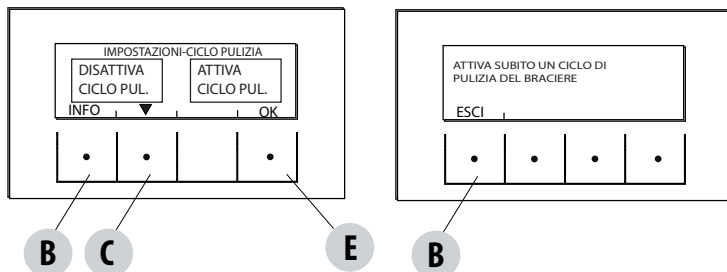 IMPOSTAZIONI-CICLO PULIZIA
DISATTIVA
CICLO PUL.
ATTIVA
CICLO PUL.
INFO
OK
B
C
E
ATTIVA SUBITO UN CICLO DI
PULIZIA DEL BRACIERE
ESCI
B